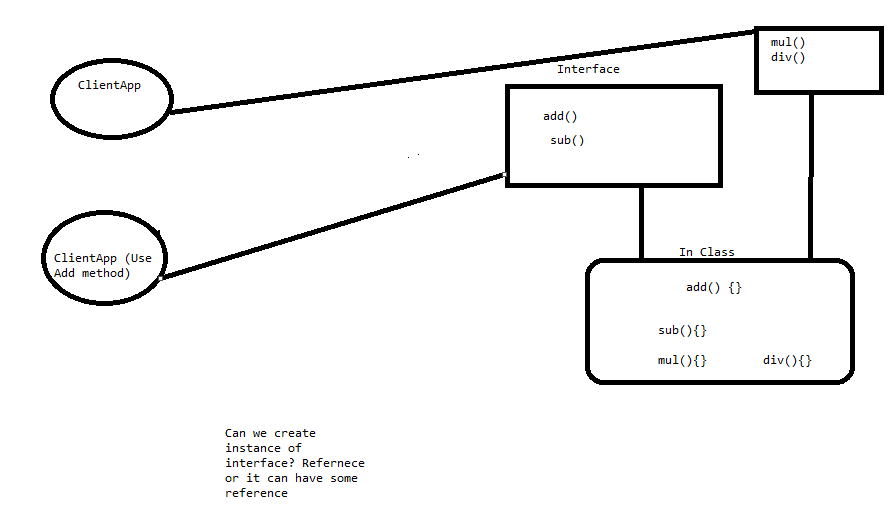 mul()
div()
Interface
ClientApp
add()
sub()
ClientApp (Use
Add method)
In Class
add() {}
sub(){}
mul(){} div(){}
Can we create
instance of
interface? Refernece
or it can have some
reference